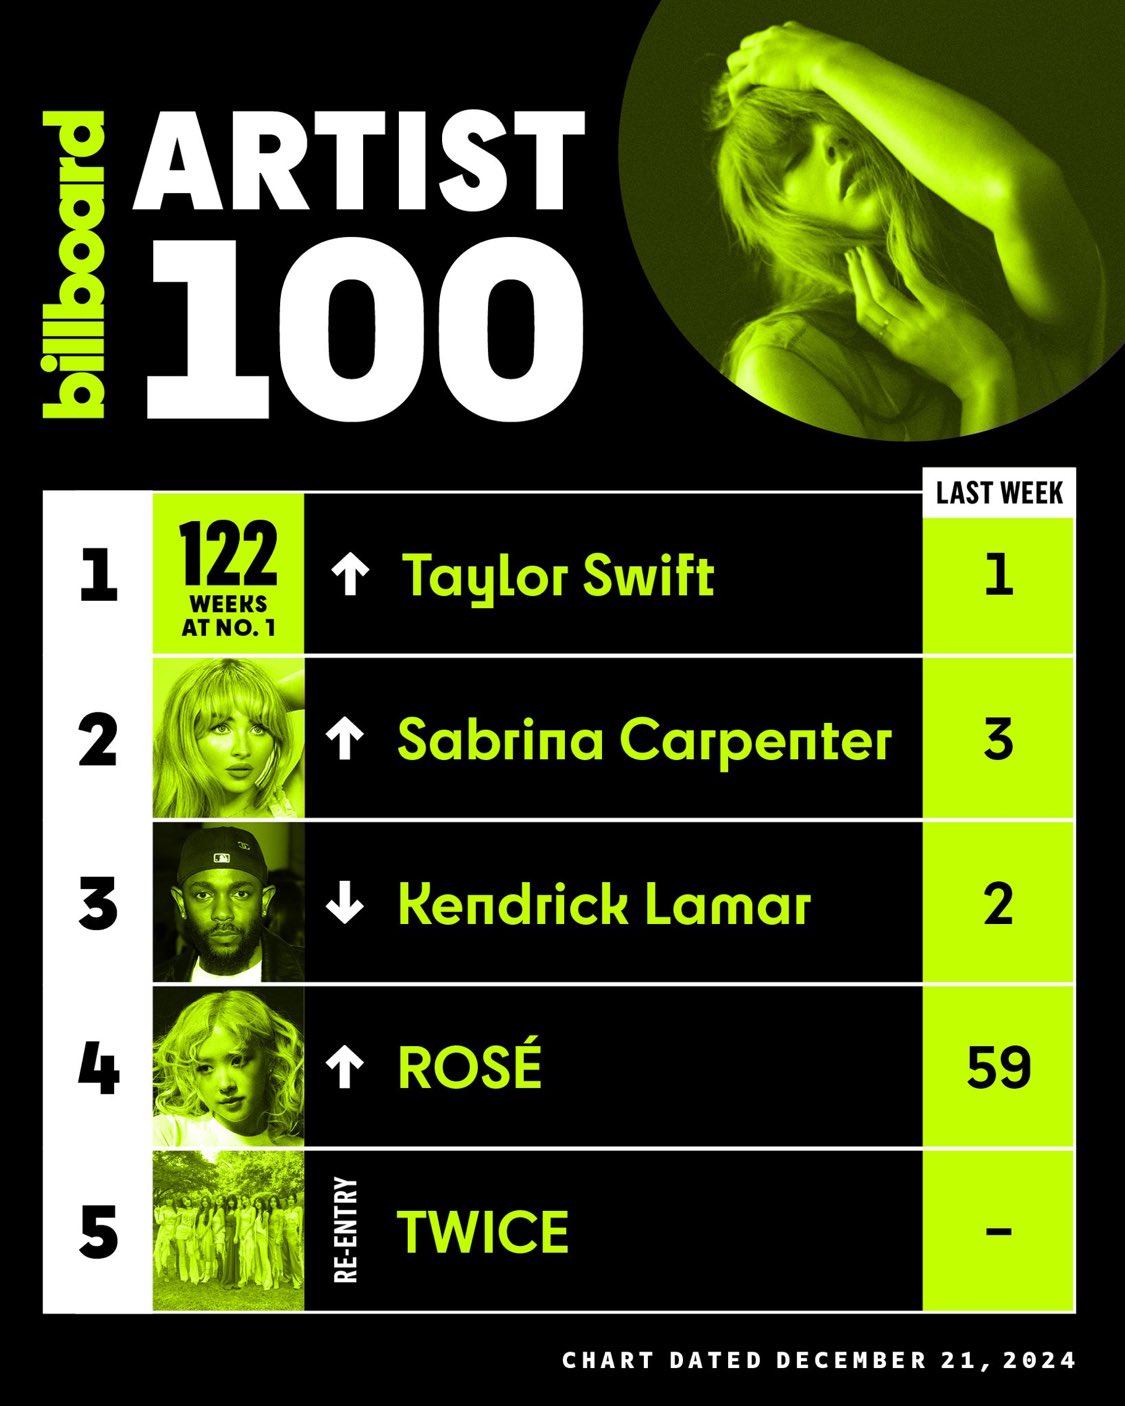 billboard
ARTIST
100
LAST WEEK
1
122
WEEKS
AT NO. 1
↑
Taylor Swift
1
2
↑
Sabrina Carpenter
3
3
↓
Kendrick Lamar
2
4
↑
ROSÉ
59
5
RE-ENTRY
TWICE
–
CHART DATED DECEMBER 21, 2024